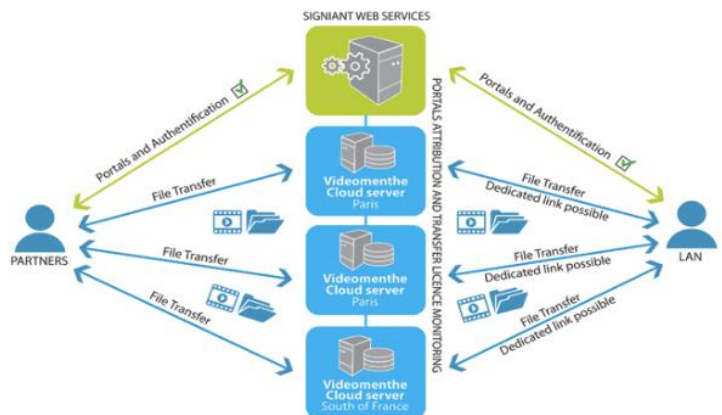 SIGNIANT WEB SERVICES
Portals and Authentification
Portals and Authentification
PORTALS ATTRIBUTION AND TRANSFER LICENCE MONITORING
Videomenthe
Cloud server
Paris
File Transfer
File Transfer
Dedicated link possible
PARTNERS
LAN
File Transfer
Videomenthe
Cloud server
Paris
File Transfer
Dedicated link possible
File Transfer
Videomenthe
Cloud server
South of France
File Transfer
Dedicated link possible